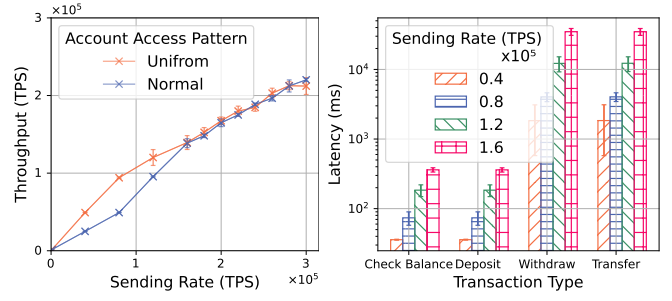 ×10⁵
3
2
1
0
0
1
2
3
×10⁵
Throughput (TPS)
Sending Rate (TPS)
Account Access Pattern
Unifrom
Normal
Sending Rate (TPS)
x10⁵
0.4
0.8
1.2
1.6
10⁴
10³
10²
Latency (ms)
Check Balance
Deposit
Withdraw
Transfer
Transaction Type